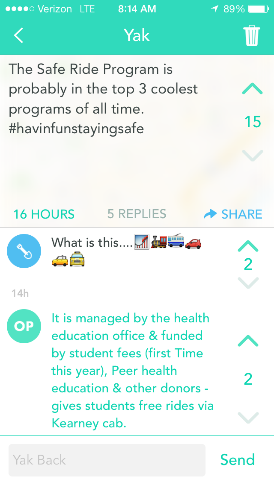 Verizon LTE 8:14 AM 89%
Yak
The Safe Ride Program is
probably in the top 3 coolest
programs of all time.
#havinfunstayingsafe
15
16 HOURS 5 REPLIES SHARE
What is this....
2
14h
OP
It is managed by the health
education office & funded
by student fees (first Time
this year), Peer health
education & other donors -
gives students free rides via
Kearney cab.
2
Yak Back Send